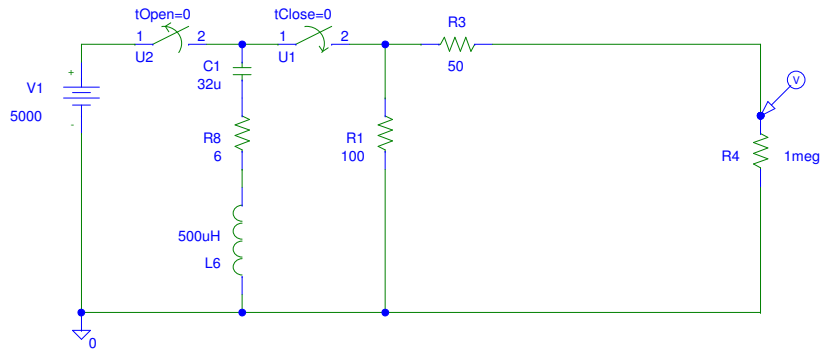 tOpen=0
tClose=0
1 2
U2
1 2
U1
R3
50
C1
32u
V1
+
5000
-
R8
6
R1
100
V
R4 1meg
500uH
L6
0